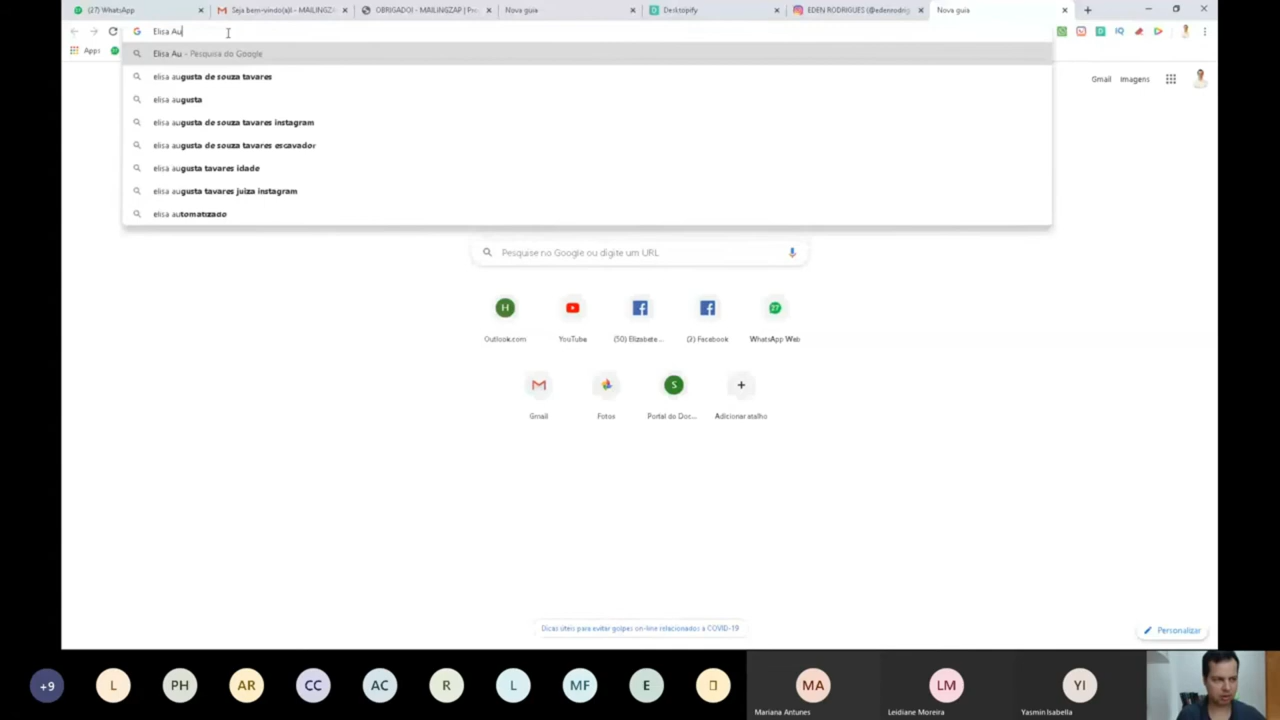 (27) WhatsApp
Seja bem-vindo(a)! - MAILINGZ
OBRIGADO! - MAILINGZAP | Pr
Nova guia
Desktopify
EDEN RODRIGUES (@edenrodrig
Nova guia
Elisa Au
Apps
Elisa Au - Pesquisa do Google
elisa augusta de souza tavares
elisa augusta
elisa augusta de souza tavares instagram
elisa augusta de souza tavares escavador
elisa augusta tavares idade
elisa augusta tavares juiza instagram
elisa automatizado
Gmail
Imagens
Pesquise no Google ou digite um URL
H
27
Outlook.com
YouTube
(50) Elizabete...
(2) Facebook
WhatsApp Web
S
Gmail
Fotos
Portal do Doc...
Adicionar atalho
Dicas úteis para evitar golpes on-line relacionados à COVID-19
Personalizar
+9
L
PH
AR
CC
AC
R
L
MF
E
MA
LM
YI
Mariana Antunes
Leidiane Moreira
Yasmin Isabella